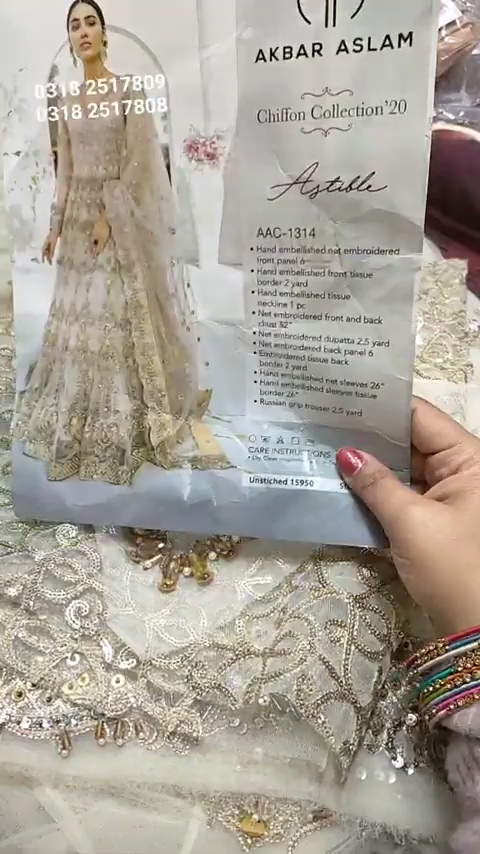 0318 2517809
0318 2517808
AKBAR ASLAM
Chiffon Collection'20
Astible
AAC-1314
• Hand embellished net embroidered
front panel 6
• Hand embellished front tissue
border 2 yard
• Hand embellished tissue
neckline 1 pc
• Net embroidered front and back
52"
• Net embroidered dupatta 2.5 yard
• Net embroidered back panel 6
• Embroidered tissue back
border 2 yard
• Hand embellished net sleeves 26"
• Hand embellished sleeves tissue
border 26"
• Russian grip trouser 2.5 yard
CARE INSTRUCTIONS
Unstiched 15950